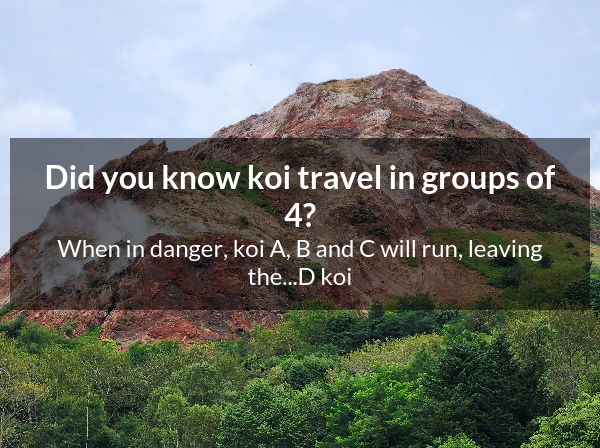 Did you know koi travel in groups of
4?
When in danger, koi A, B and C will run, leaving
the...D koi